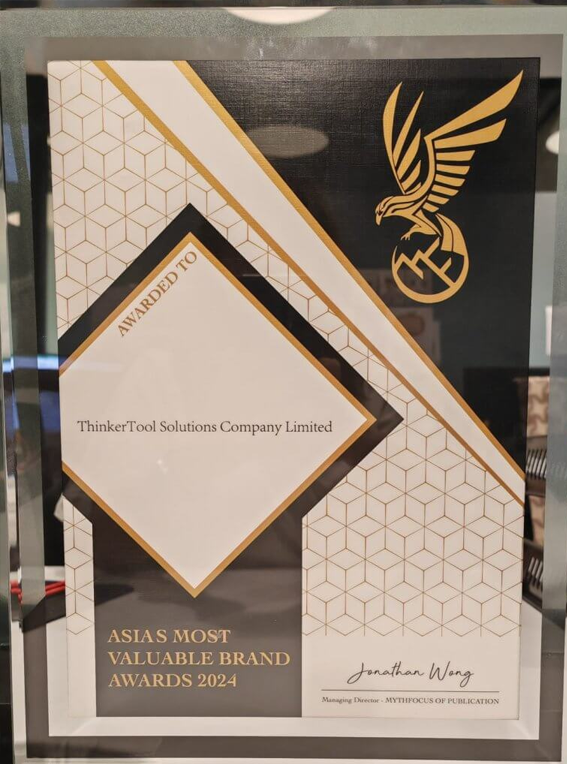 AWARDED TO
ThinkerTool Solutions Company Limited
ASIAS MOST
VALUABLE BRAND
AWARDS 2024
Jonathan Wong
Managing Director - MYTHFOCUS OF PUBLICATION